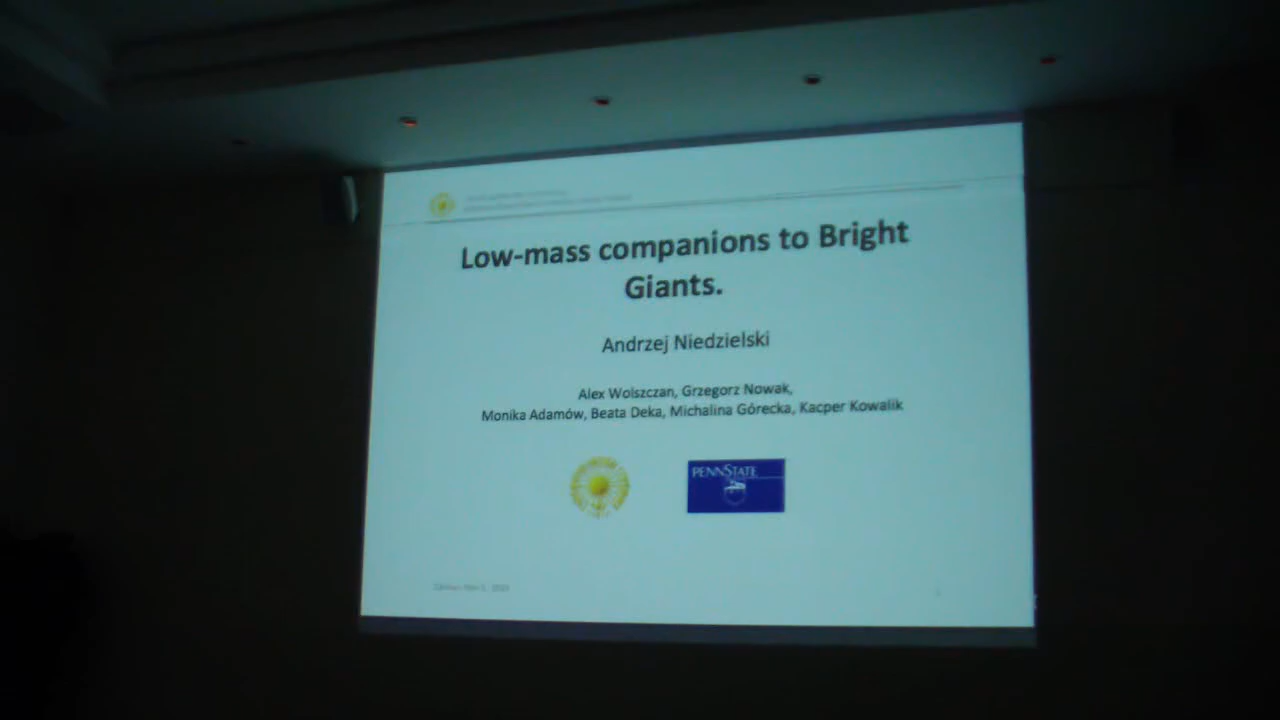 Low-mass companions to Bright
Giants.
Andrzej Niedzielski
Alex Wolszczan, Grzegorz Nowak,
Monika Adamów, Beata Deka, Michalina Górecka, Kacper Kowalik
PENNSTATE